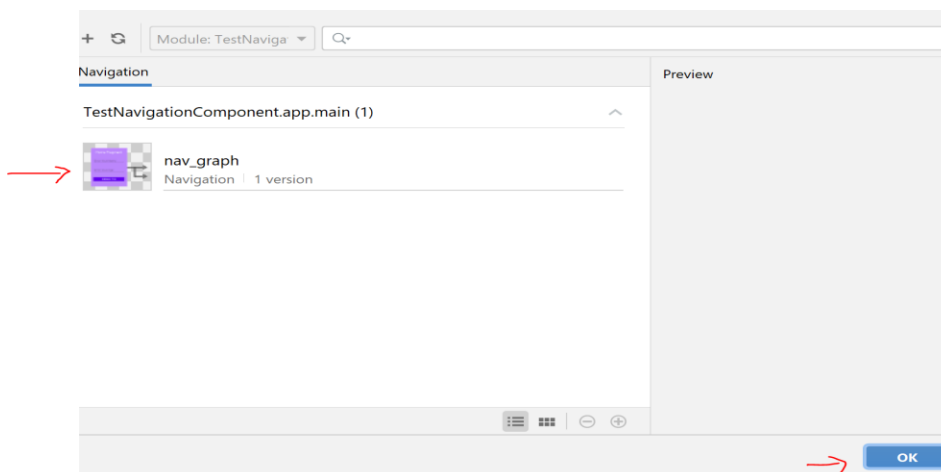 Module: TestNaviga
Navigation
Preview
TestNavigationComponent.app.main (1)
nav_graph
Navigation | 1 version
OK